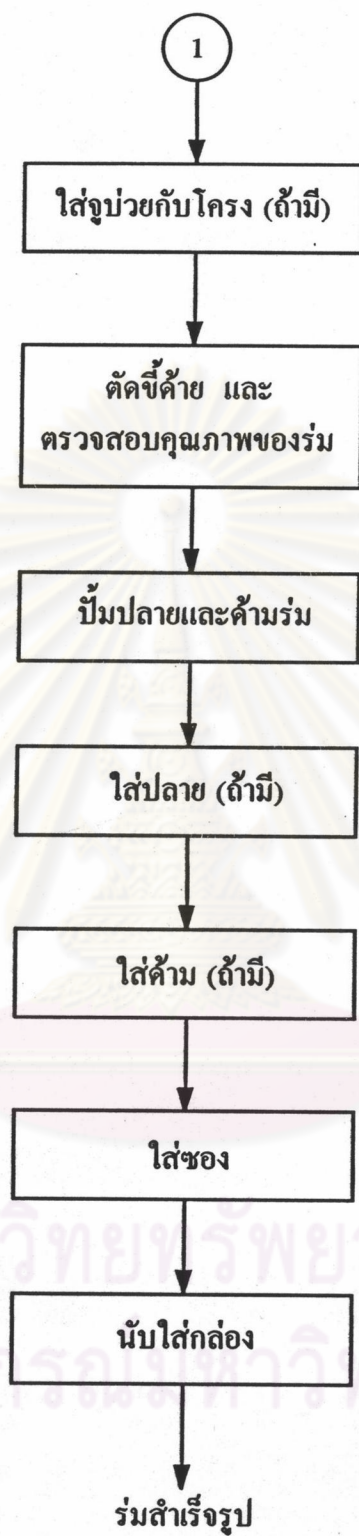 1
ใส่จูบ่วยกับโครง (ถ้ามี)
ตัดขี้ด้าย และ
ตรวจสอบคุณภาพของร่ม
ปั้มปลายและด้ามร่ม
ใส่ปลาย (ถ้ามี)
ใส่ด้าม (ถ้ามี)
ใส่ซอง
นับใส่กล่อง
ร่มสำเร็จรูป